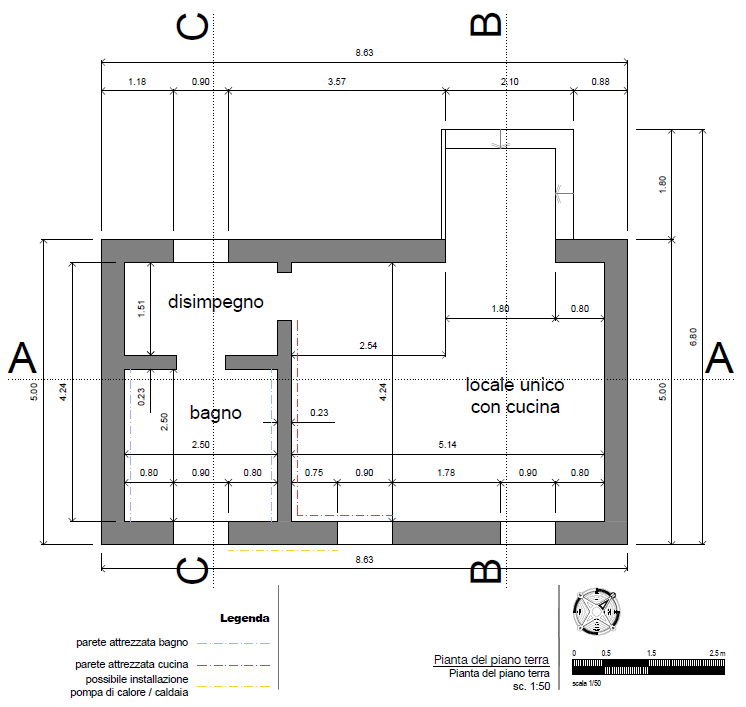 C
B
8.63
1.18
0.90
3.57
2.10
0.88
1.80
6.80
disimpegno
1.51
1.80
0.80
2.54
A
A
5.00
4.24
4.24
5.00
locale unico
con cucina
0.23
2.50
bagno
0.23
2.50
5.14
0.80
0.90
0.80
0.75
0.90
1.78
0.90
0.80
C
B
8.63
Legenda
parete attrezzata bagno
parete attrezzata cucina
possibile installazione
pompa di calore / caldaia
Pianta del piano terra
Pianta del piano terra
sc. 1:50
0
0.5
1.5
2.5 m
scala 1/50